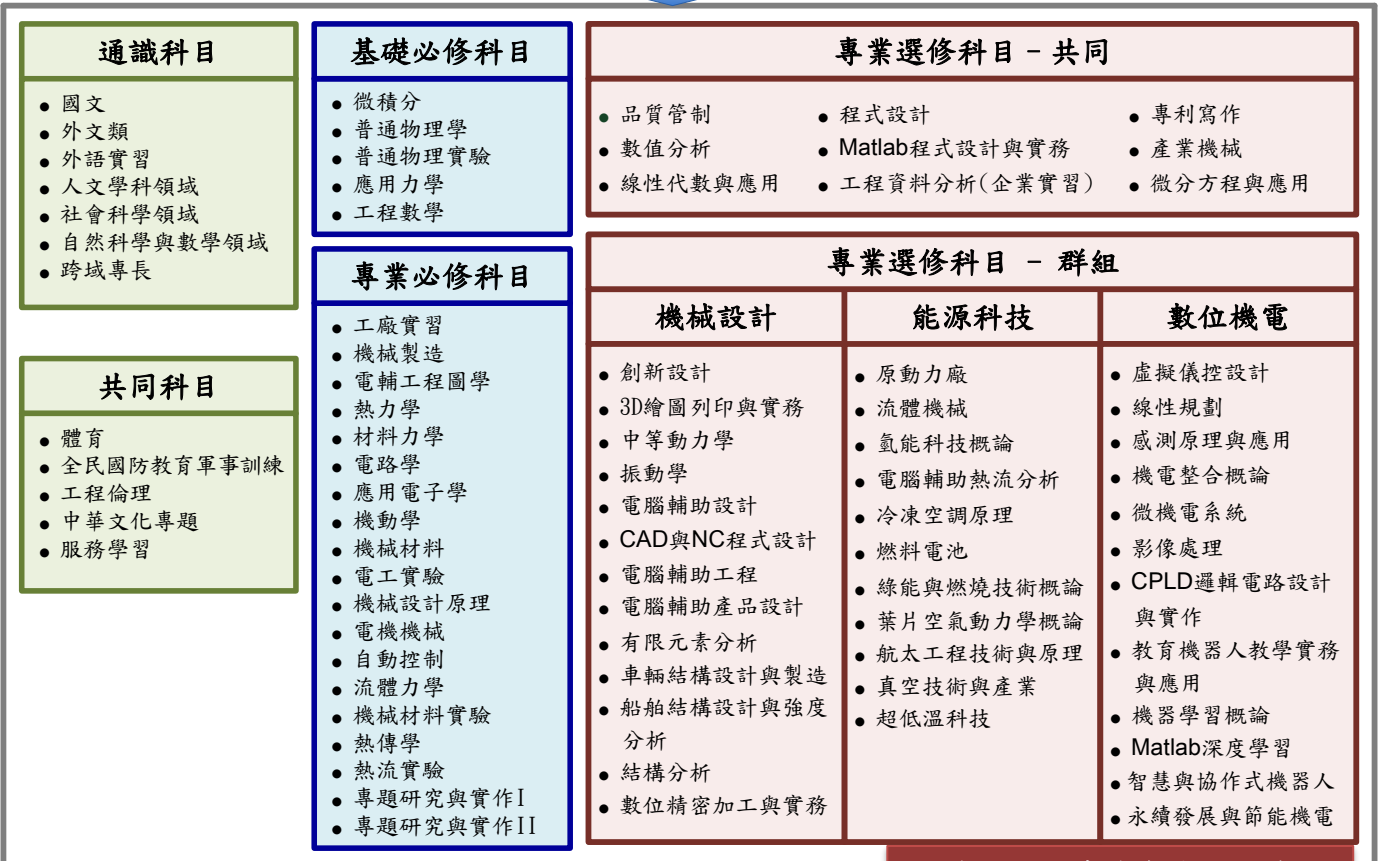 通識科目
● 國文
● 外文類
● 外語實習
● 人文學科領域
● 社會科學領域
● 自然科學與數學領域
● 跨域專長
共同科目
● 體育
● 全民國防教育軍事訓練
● 工程倫理
● 中華文化專題
● 服務學習
基礎必修科目
● 微積分
● 普通物理學
● 普通物理實驗
● 應用力學
● 工程數學
專業必修科目
● 工廠實習
● 機械製造
● 電輔工程圖學
● 熱力學
● 材料力學
● 電路學
● 應用電子學
● 機動學
● 機械材料
● 電工實驗
● 機械設計原理
● 電機機械
● 自動控制
● 流體力學
● 機械材料實驗
● 熱傳學
● 熱流實驗
● 專題研究與實作I
● 專題研究與實作II
專業選修科目－共同
● 品質管制 ● 程式設計 ● 專利寫作
● 數值分析 ● Matlab程式設計與實務 ● 產業機械
● 線性代數與應用 ● 工程資料分析(企業實習) ● 微分方程與應用
專業選修科目 － 群組
機械設計
● 創新設計
● 3D繪圖列印與實務
● 中等動力學
● 振動學
● 電腦輔助設計
● CAD與NC程式設計
● 電腦輔助工程
● 電腦輔助產品設計
● 有限元素分析
● 車輛結構設計與製造
● 船舶結構設計與強度
分析
● 結構分析
● 數位精密加工與實務
能源科技
● 原動力廠
● 流體機械
● 氫能科技概論
● 電腦輔助熱流分析
● 冷凍空調原理
● 燃料電池
● 綠能與燃燒技術概論
● 葉片空氣動力學概論
● 航太工程技術與原理
● 真空技術與產業
● 超低溫科技
數位機電
● 虛擬儀控設計
● 線性規劃
● 感測原理與應用
● 機電整合概論
● 微機電系統
● 影像處理
● CPLD邏輯電路設計
與實作
● 教育機器人教學實務
與應用
● 機器學習概論
● Matlab深度學習
● 智慧與協作式機器人
● 永續發展與節能機電